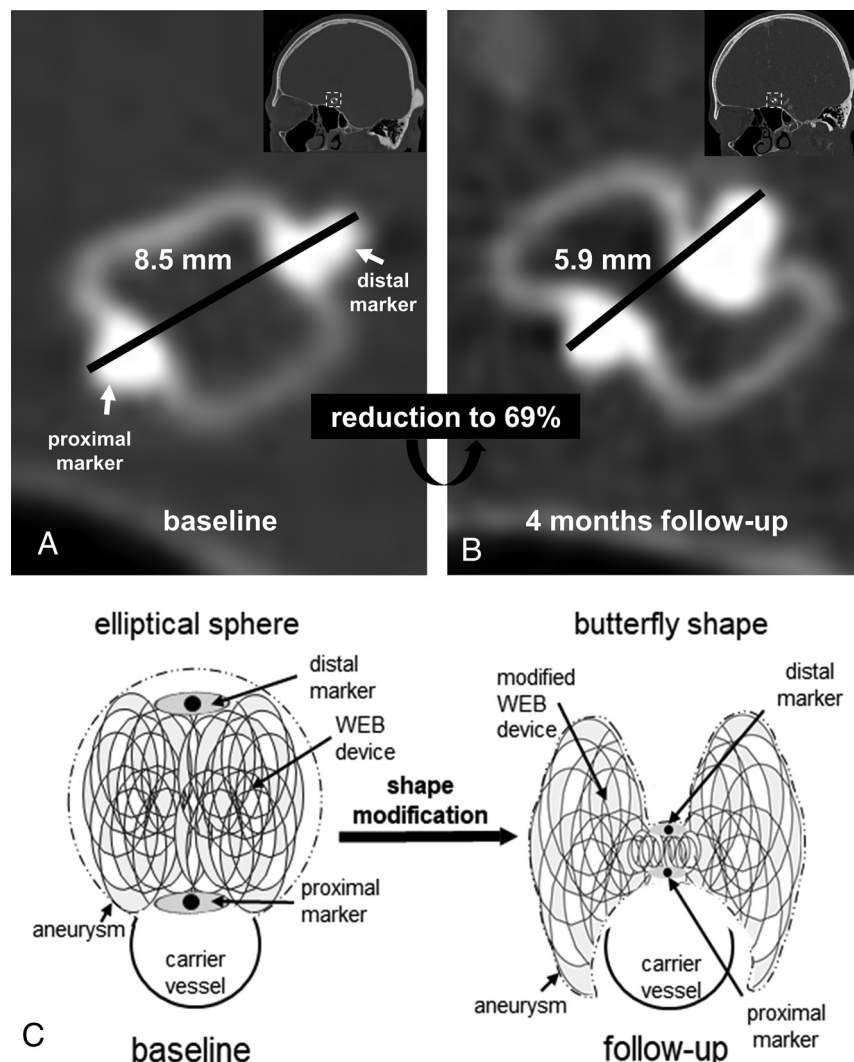 8.5 mm
distal
marker
proximal
marker
baseline
A
5.9 mm
reduction to 69%
4 months follow-up
B
elliptical sphere
distal
marker
WEB
device
proximal
marker
aneurysm
carrier
vessel
baseline
shape
modification
butterfly shape
modified
WEB
device
distal
marker
aneurysm
carrier
vessel
proximal
marker
follow-up
C